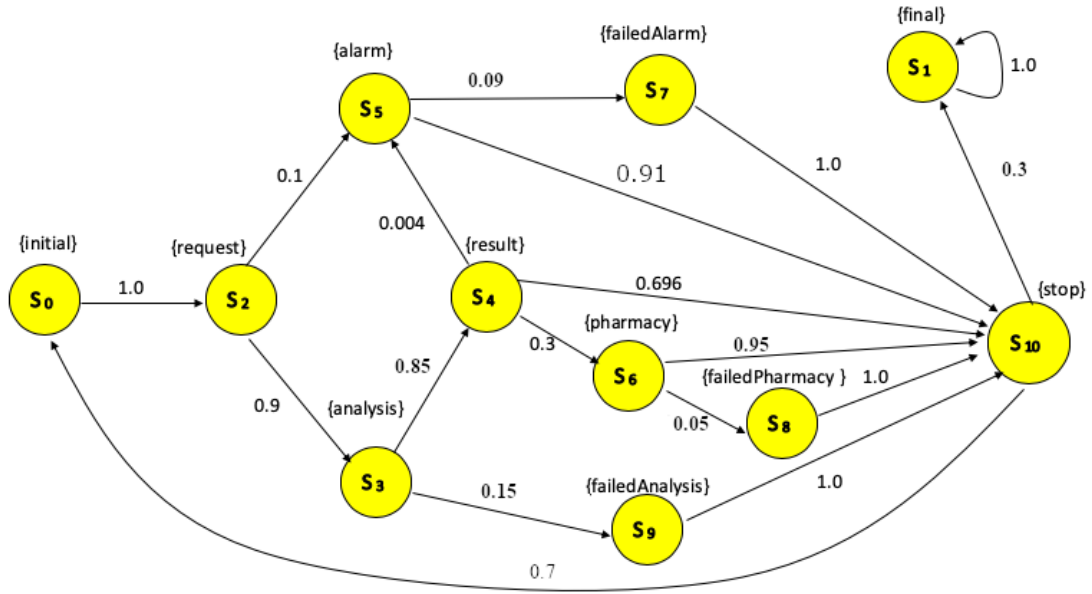 {final}
{failedAlarm}
{alarm}
S₁
1.0
0.09
S₇
S₅
1.0
0.91
0.3
0.1
0.004
{initial}
{request}
{result}
{stop}
1.0
0.696
S₀
S₂
S₄
{pharmacy}
0.3
0.95
S₁₀
{failedPharmacy }
0.85
S₆
1.0
0.9
{analysis}
0.05
S₈
S₃
{failedAnalysis}
0.15
1.0
S₉
0.7